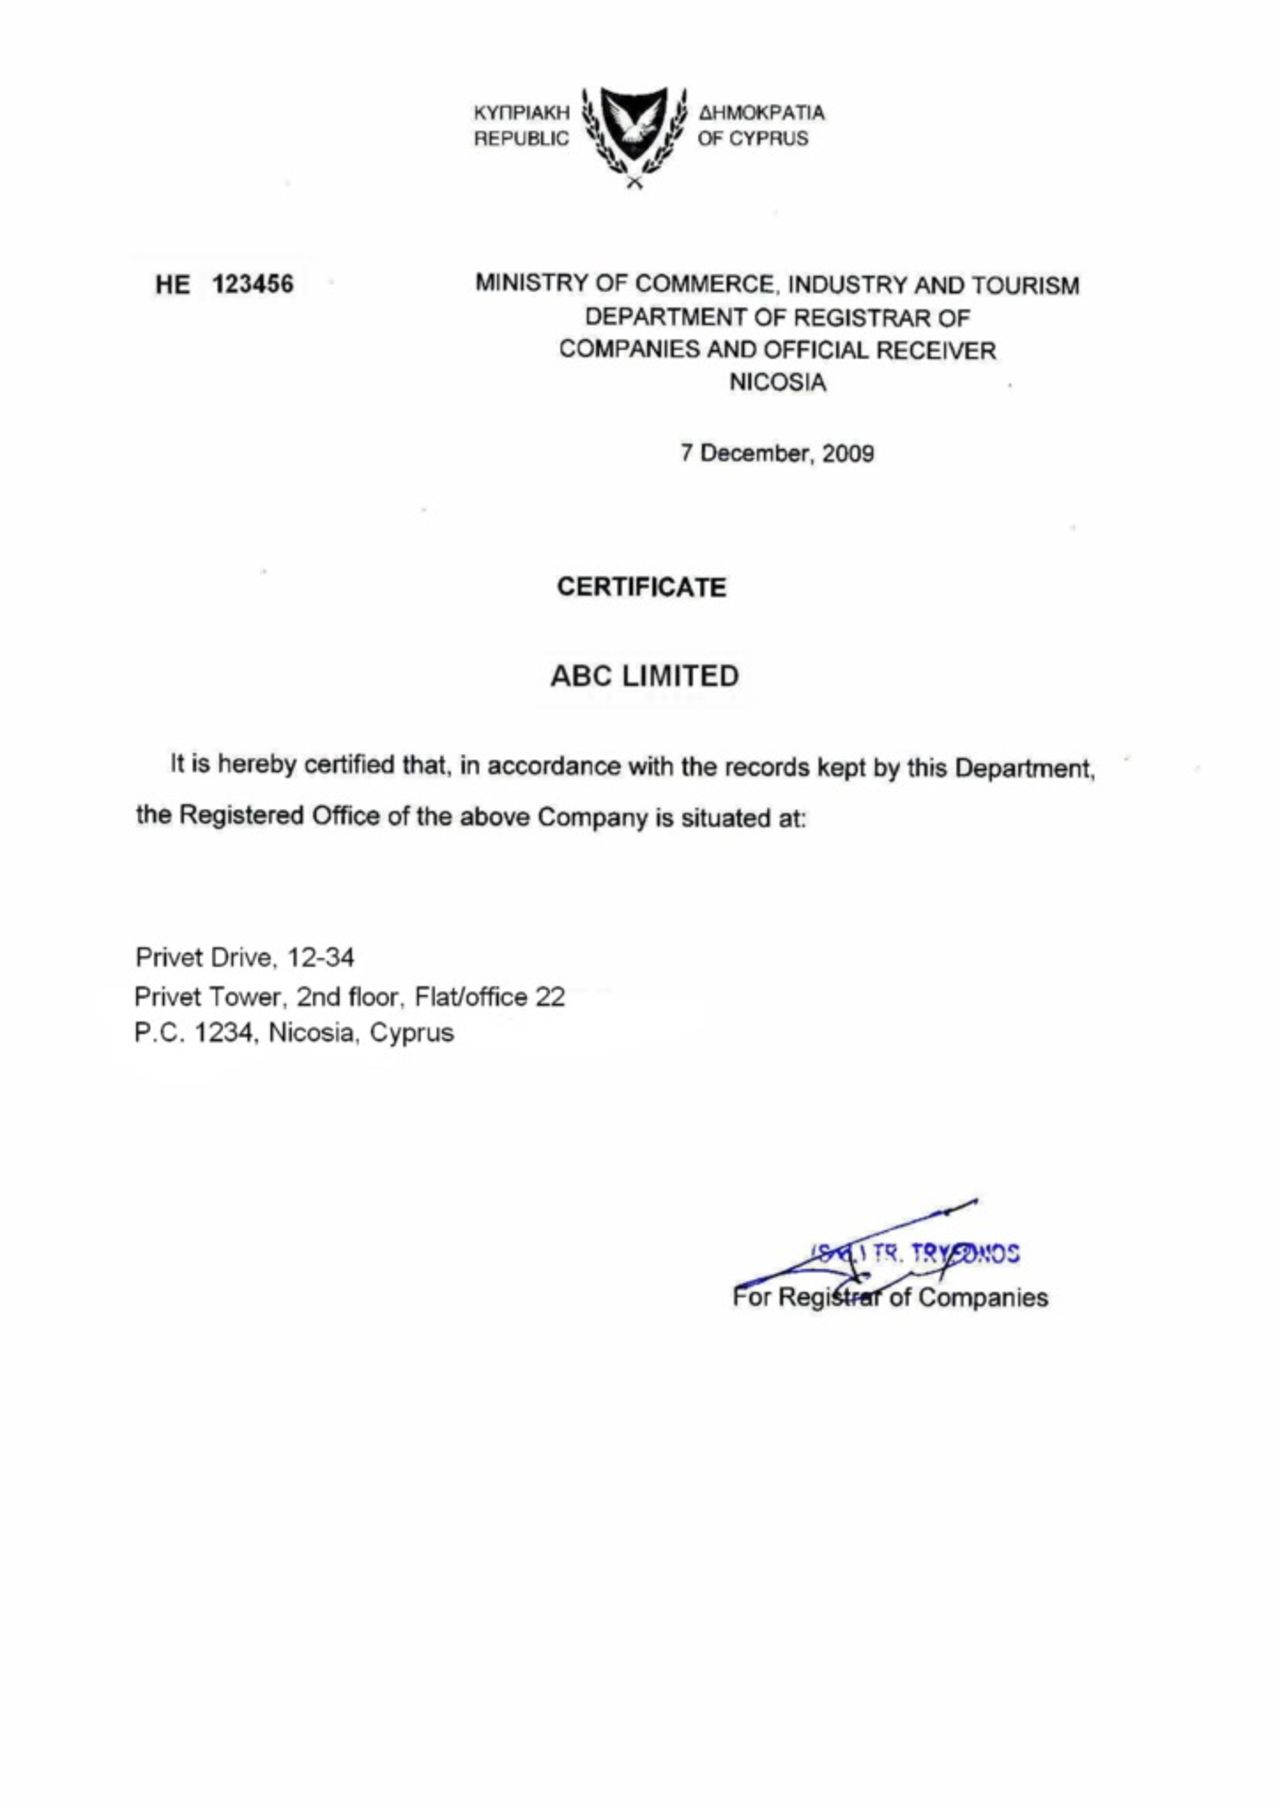 ΚΥΠΡΙΑΚΗ ΔΗΜΟΚΡΑΤΙΑ
REPUBLIC OF CYPRUS
HE 123456
MINISTRY OF COMMERCE, INDUSTRY AND TOURISM
DEPARTMENT OF REGISTRAR OF
COMPANIES AND OFFICIAL RECEIVER
NICOSIA
7 December, 2009
CERTIFICATE
ABC LIMITED
It is hereby certified that, in accordance with the records kept by this Department,
the Registered Office of the above Company is situated at:
Privet Drive, 12-34
Privet Tower, 2nd floor, Flat/office 22
P.C. 1234, Nicosia, Cyprus
TR. TRYFONOS
For Registrar of Companies